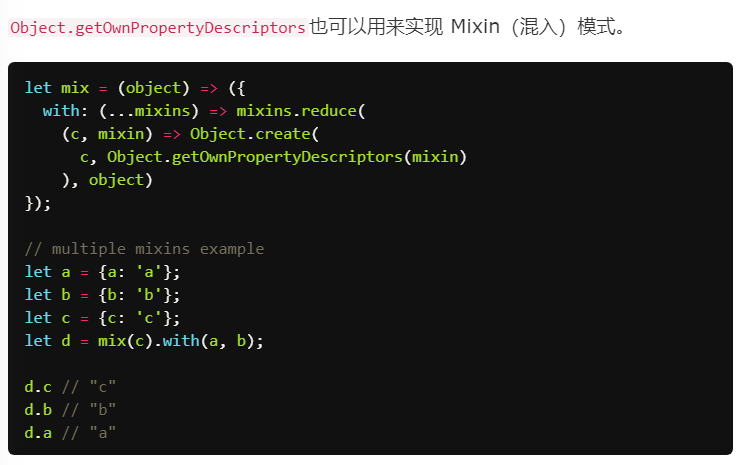 Object.getOwnPropertyDescriptors也可以用来实现 Mixin（混入）模式。
let mix = (object) => ({
  with: (...mixins) => mixins.reduce(
    (c, mixin) => Object.create(
      c, Object.getOwnPropertyDescriptors(mixin)
    ), object)
});

// multiple mixins example
let a = {a: 'a'};
let b = {b: 'b'};
let c = {c: 'c'};
let d = mix(c).with(a, b);

d.c // "c"
d.b // "b"
d.a // "a"